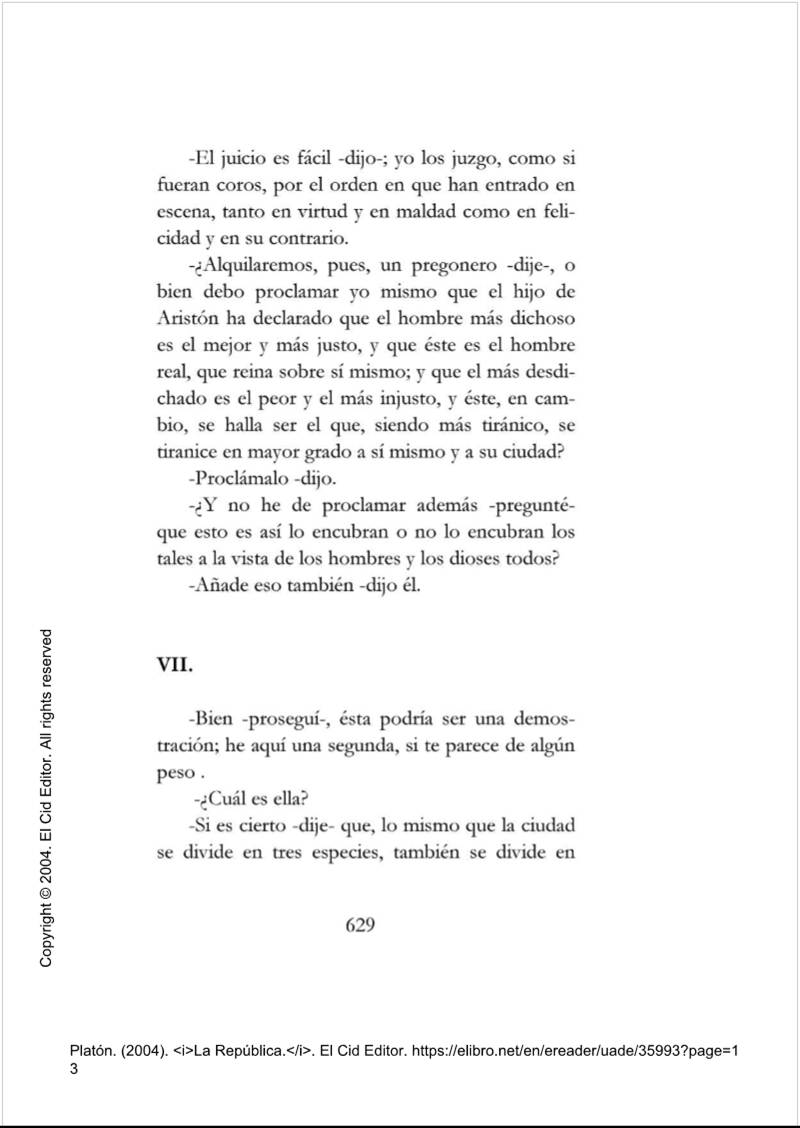 -El juicio es fácil -dijo-; yo los juzgo, como si
fueran coros, por el orden en que han entrado en
escena, tanto en virtud y en maldad como en feli-
cidad y en su contrario.
-¿Alquilaremos, pues, un pregonero -dije-, o
bien debo proclamar yo mismo que el hijo de
Aristón ha declarado que el hombre más dichoso
es el mejor y más justo, y que éste es el hombre
real, que reina sobre sí mismo; y que el más desdi-
chado es el peor y el más injusto, y éste, en cam-
bio, se halla ser el que, siendo más tiránico, se
tiranice en mayor grado a sí mismo y a su ciudad?
-Proclámalo -dijo.
-¿Y no he de proclamar además -pregunté-
que esto es así lo encubran o no lo encubran los
tales a la vista de los hombres y los dioses todos?
-Añade eso también -dijo él.
VII.
-Bien -proseguí-, ésta podría ser una demos-
tración; he aquí una segunda, si te parece de algún
peso .
-¿Cuál es ella?
-Si es cierto -dije- que, lo mismo que la ciudad
se divide en tres especies, también se divide en
629
Copyright © 2004. El Cid Editor. All rights reserved
Platón. (2004). <i>La República.</i>. El Cid Editor. https://elibro.net/en/ereader/uade/35993?page=1
3